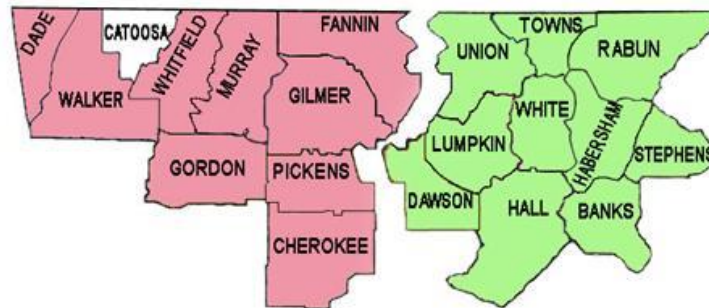 DADE
CATOOSA
WHITFIELD
MURRAY
FANNIN
WALKER
GILMER
GORDON
PICKENS
CHEROKEE
TOWNS
UNION
RABUN
WHITE
HABERSHAM
LUMPKIN
STEPHENS
DAWSON
HALL
BANKS